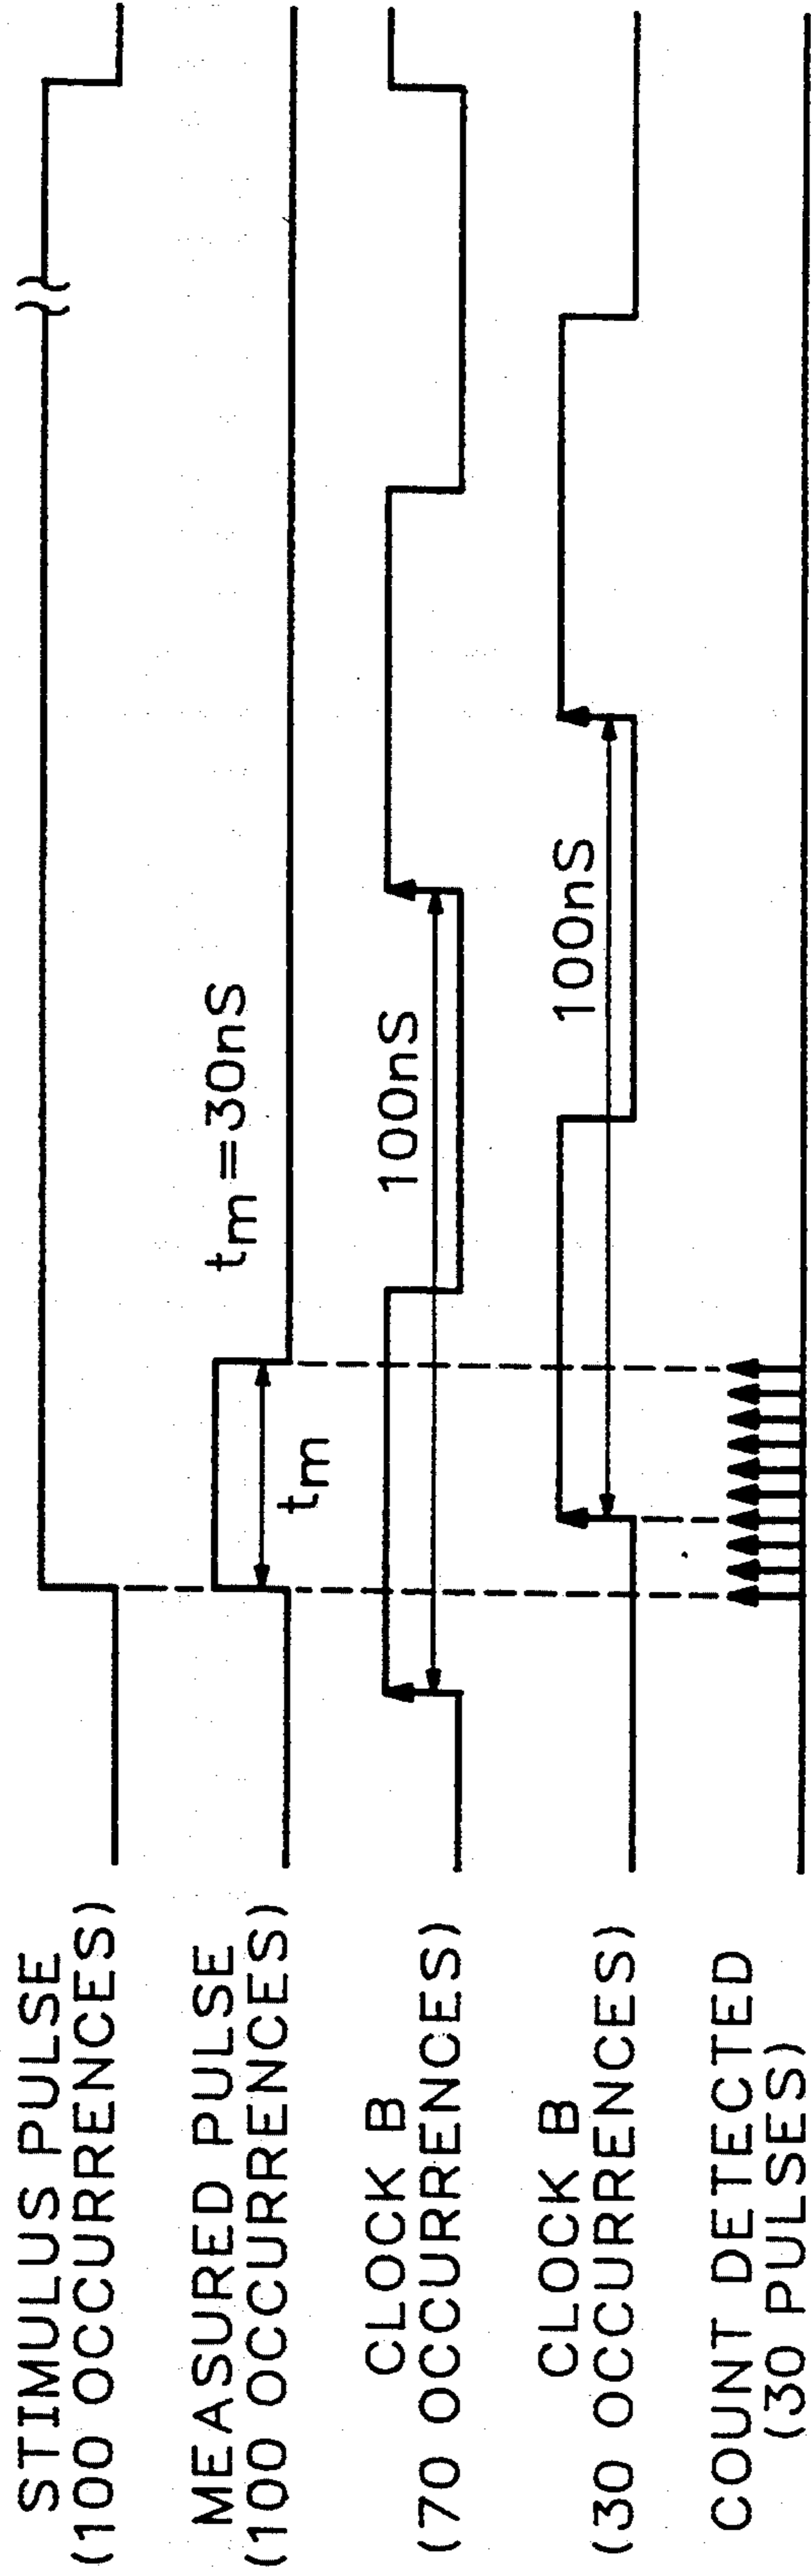 STIMULUS PULSE
(100 OCCURRENCES)
MEASURED PULSE
(100 OCCURRENCES)
tm
tm=30nS
CLOCK B
(70 OCCURRENCES)
100nS
CLOCK B
(30 OCCURRENCES)
100nS
COUNT DETECTED
(30 PULSES)